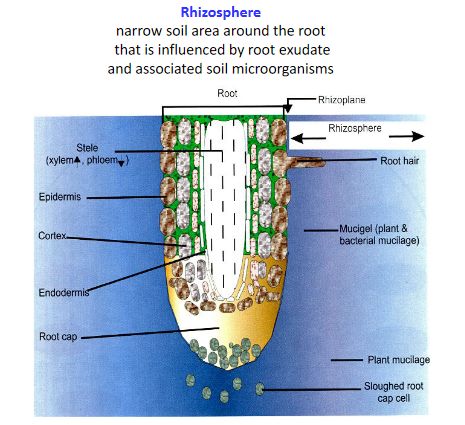 Rhizosphere
narrow soil area around the root
that is influenced by root exudate
and associated soil microorganisms
Root
Rhizoplane
Rhizosphere
Stele
(xylem▲, phloem▼)
Root hair
Epidermis
Cortex
Mucigel (plant &
bacterial mucilage)
Endodermis
Root cap
Plant mucilage
Sloughed root
cap cell